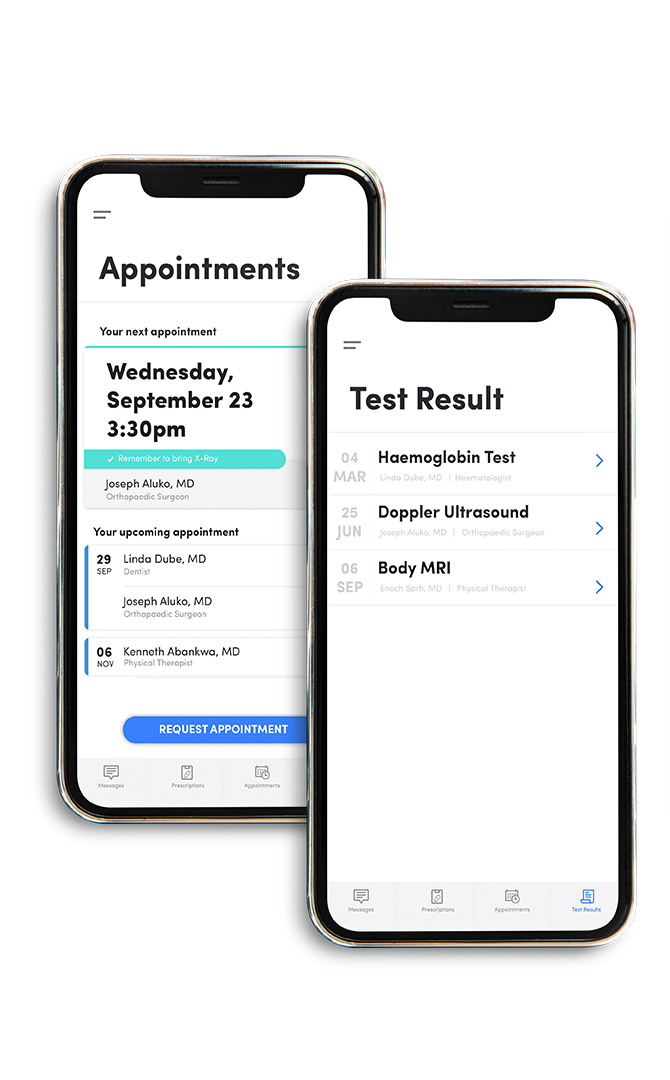 Appointments
Your next appointment
Wednesday,
September 23
3:30pm
Remember to bring X-Ray
Joseph Aluko, MD
Orthopaedic Surgeon
Your upcoming appointment
29 Linda Dube, MD
SEP Dentist
Joseph Aluko, MD
Orthopaedic Surgeon
06 Kenneth Abankwa, MD
NOV Physical Therapist
REQUEST APPOINTMENT
Messages Prescriptions Appointments
Test Result
04 Haemoglobin Test
MAR Linda Dube, MD | Haematologist
25 Doppler Ultrasound
JUN Joseph Aluko, MD | Orthopaedic Surgeon
06 Body MRI
SEP Enoch Sarh, MD | Physical Therapist
Messages Prescriptions Appointments Test Results